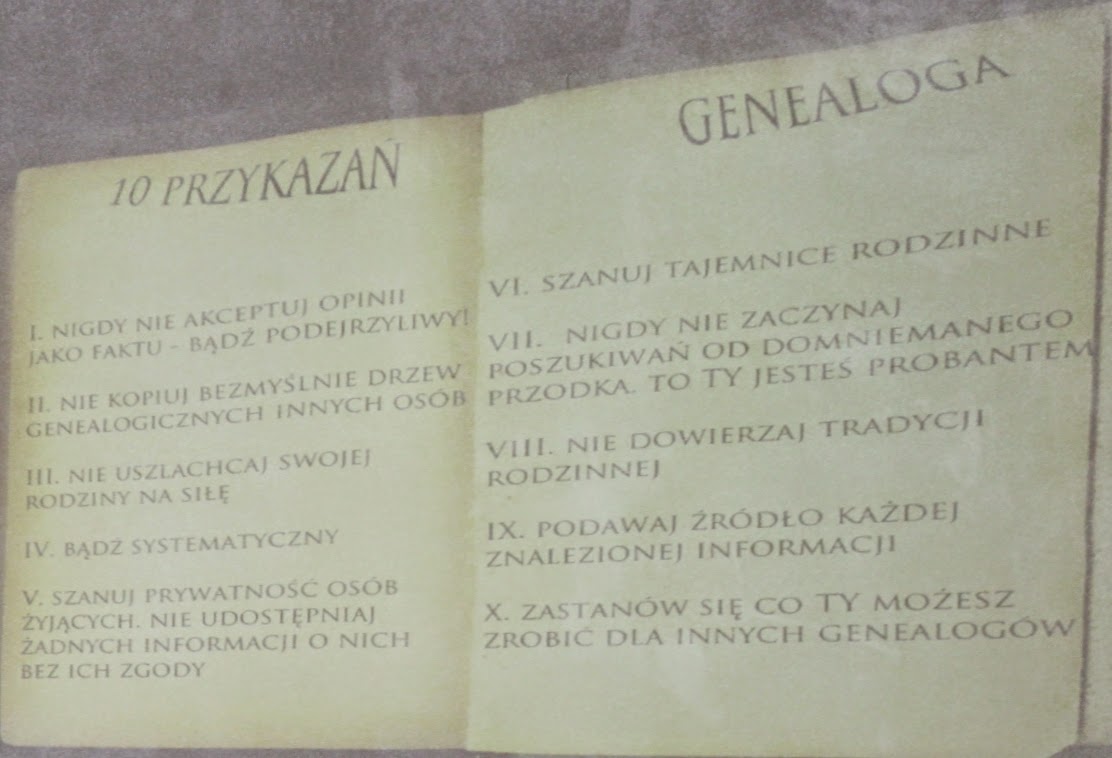 10 PRZYKAZAŃ
I. NIGDY NIE AKCEPTUJ OPINII
JAKO FAKTU - BĄDŹ PODEJRZYLIWY!
II. NIE KOPIUJ BEZMYŚLNIE DRZEW
GENEALOGICZNYCH INNYCH OSÓB
III. NIE USZLACHCAJ SWOJEJ
RODZINY NA SIŁĘ
IV. BĄDŹ SYSTEMATYCZNY
V. SZANUJ PRYWATNOŚĆ OSÓB
ŻYJĄCYCH. NIE UDOSTĘPNIAJ
ŻADNYCH INFORMACJI O NICH
BEZ ICH ZGODY
GENEALOGA
VI. SZANUJ TAJEMNICE RODZINNE
VII. NIGDY NIE ZACZYNAJ
POSZUKIWAŃ OD DOMNIEMANEGO
PRZODKA. TO TY JESTEŚ PROBANTEM
VIII. NIE DOWIERZAJ TRADYCJI
RODZINNEJ
IX. PODAWAJ ŹRÓDŁO KAŻDEJ
ZNALEZIONEJ INFORMACJI
X. ZASTANÓW SIĘ CO TY MOŻESZ
ZROBIĆ DLA INNYCH GENEALOGÓW